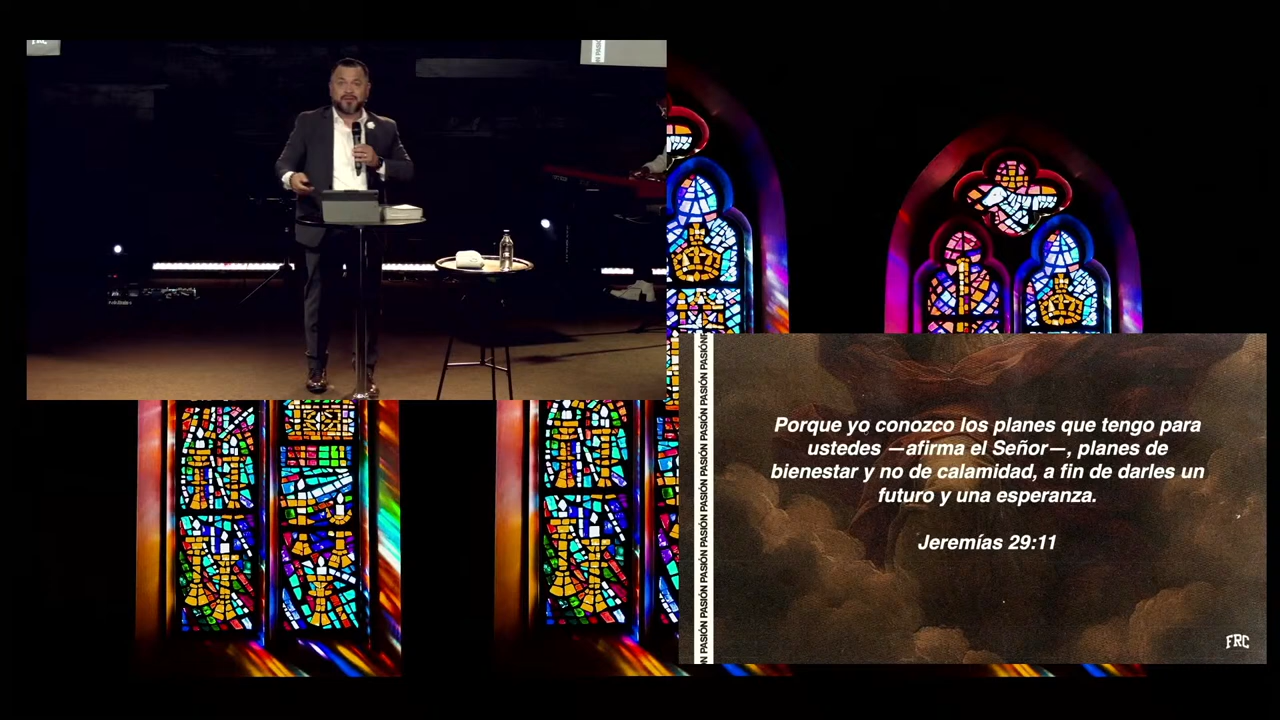 FRC
PASIÓN PASIÓN PASIÓN PASIÓN PASIÓN PASIÓN PASIÓN
Porque yo conozco los planes que tengo para
ustedes —afirma el Señor—, planes de
bienestar y no de calamidad, a fin de darles un
futuro y una esperanza.
Jeremías 29:11
FRC